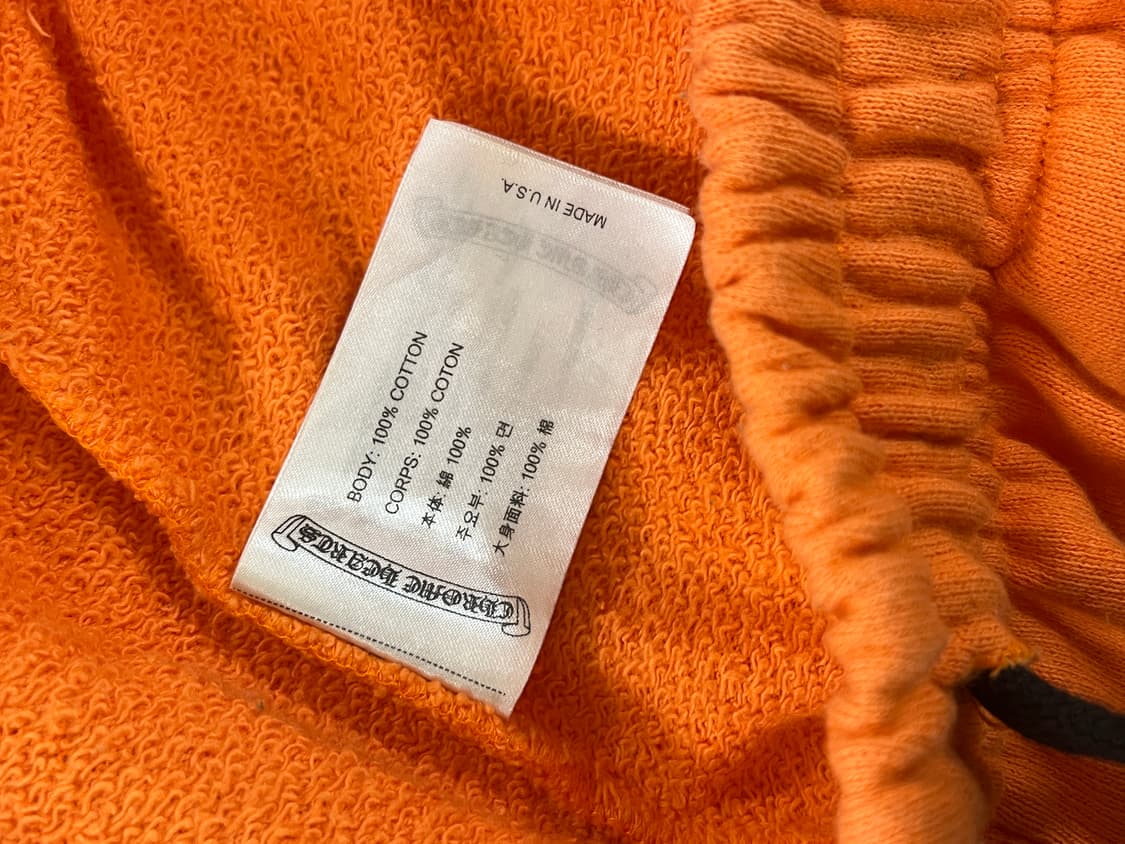 MADE IN U.S.A.
BODY: 100% COTTON
CORPS: 100% COTON
本体: 綿 100%
주요부: 100% 면
大身面料: 100% 棉
CHROME HEARTS